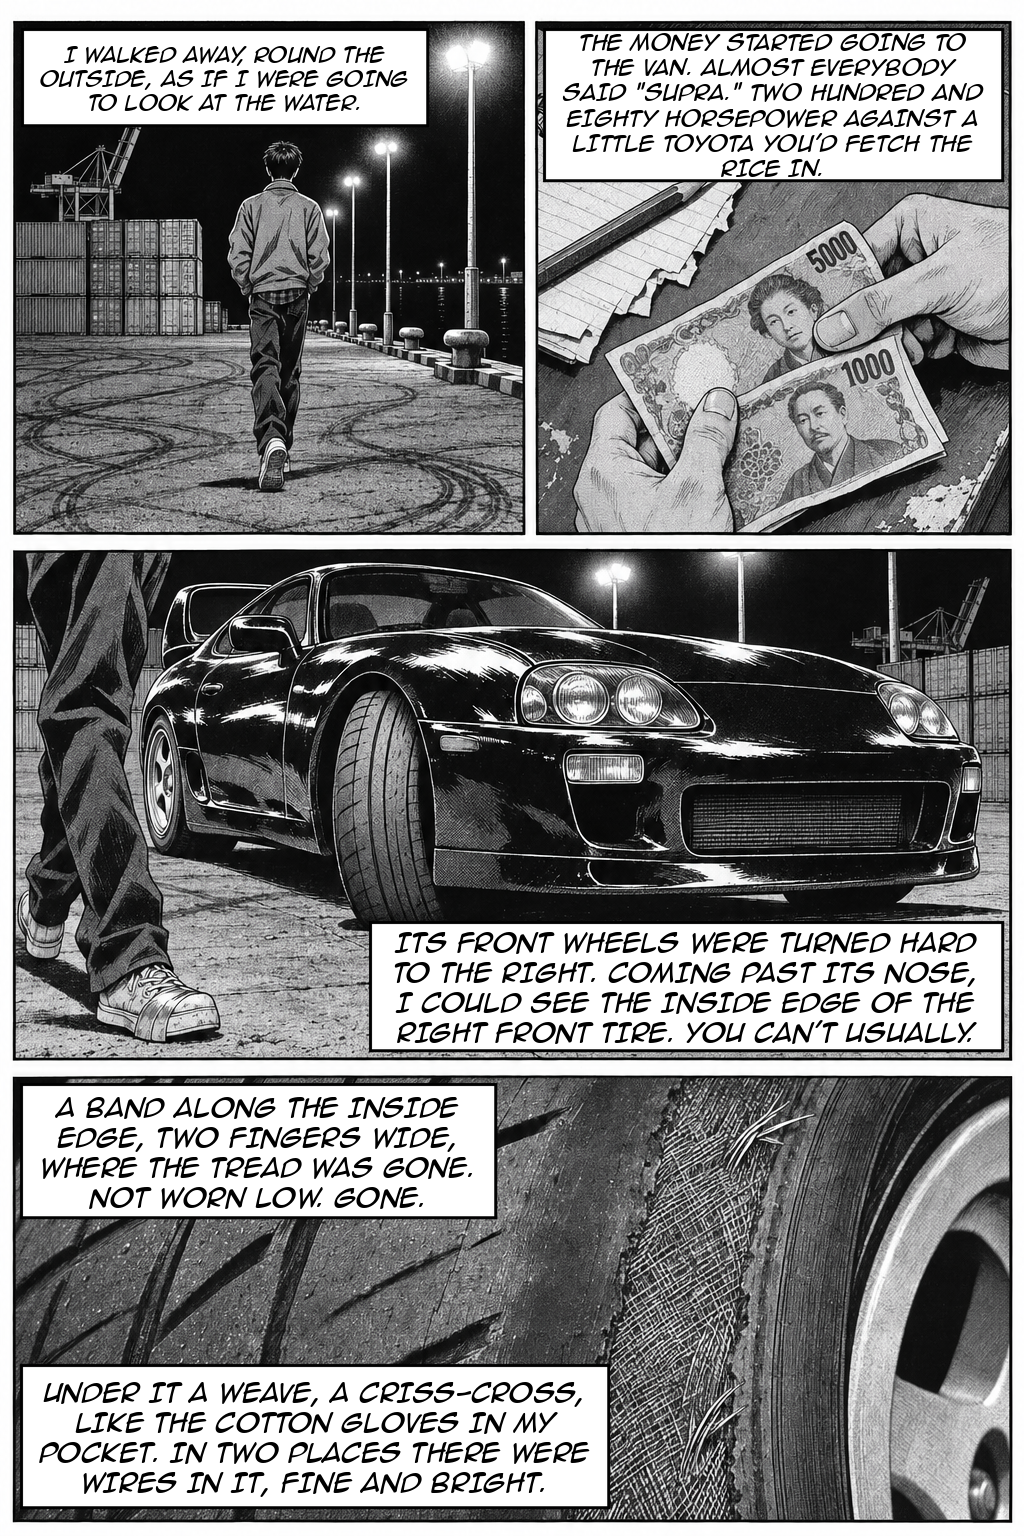 I WALKED AWAY, ROUND THE
OUTSIDE, AS IF I WERE GOING
TO LOOK AT THE WATER.
THE MONEY STARTED GOING TO
THE VAN. ALMOST EVERYBODY
SAID "SUPRA." TWO HUNDRED AND
EIGHTY HORSEPOWER AGAINST A
LITTLE TOYOTA YOU'D FETCH THE
RICE IN.
5000
1000
ITS FRONT WHEELS WERE TURNED HARD
TO THE RIGHT. COMING PAST ITS NOSE,
I COULD SEE THE INSIDE EDGE OF THE
RIGHT FRONT TIRE. YOU CAN'T USUALLY.
A BAND ALONG THE INSIDE
EDGE, TWO FINGERS WIDE,
WHERE THE TREAD WAS GONE.
NOT WORN LOW. GONE.
UNDER IT A WEAVE, A CRISS-CROSS,
LIKE THE COTTON GLOVES IN MY
POCKET. IN TWO PLACES THERE WERE
WIRES IN IT, FINE AND BRIGHT.